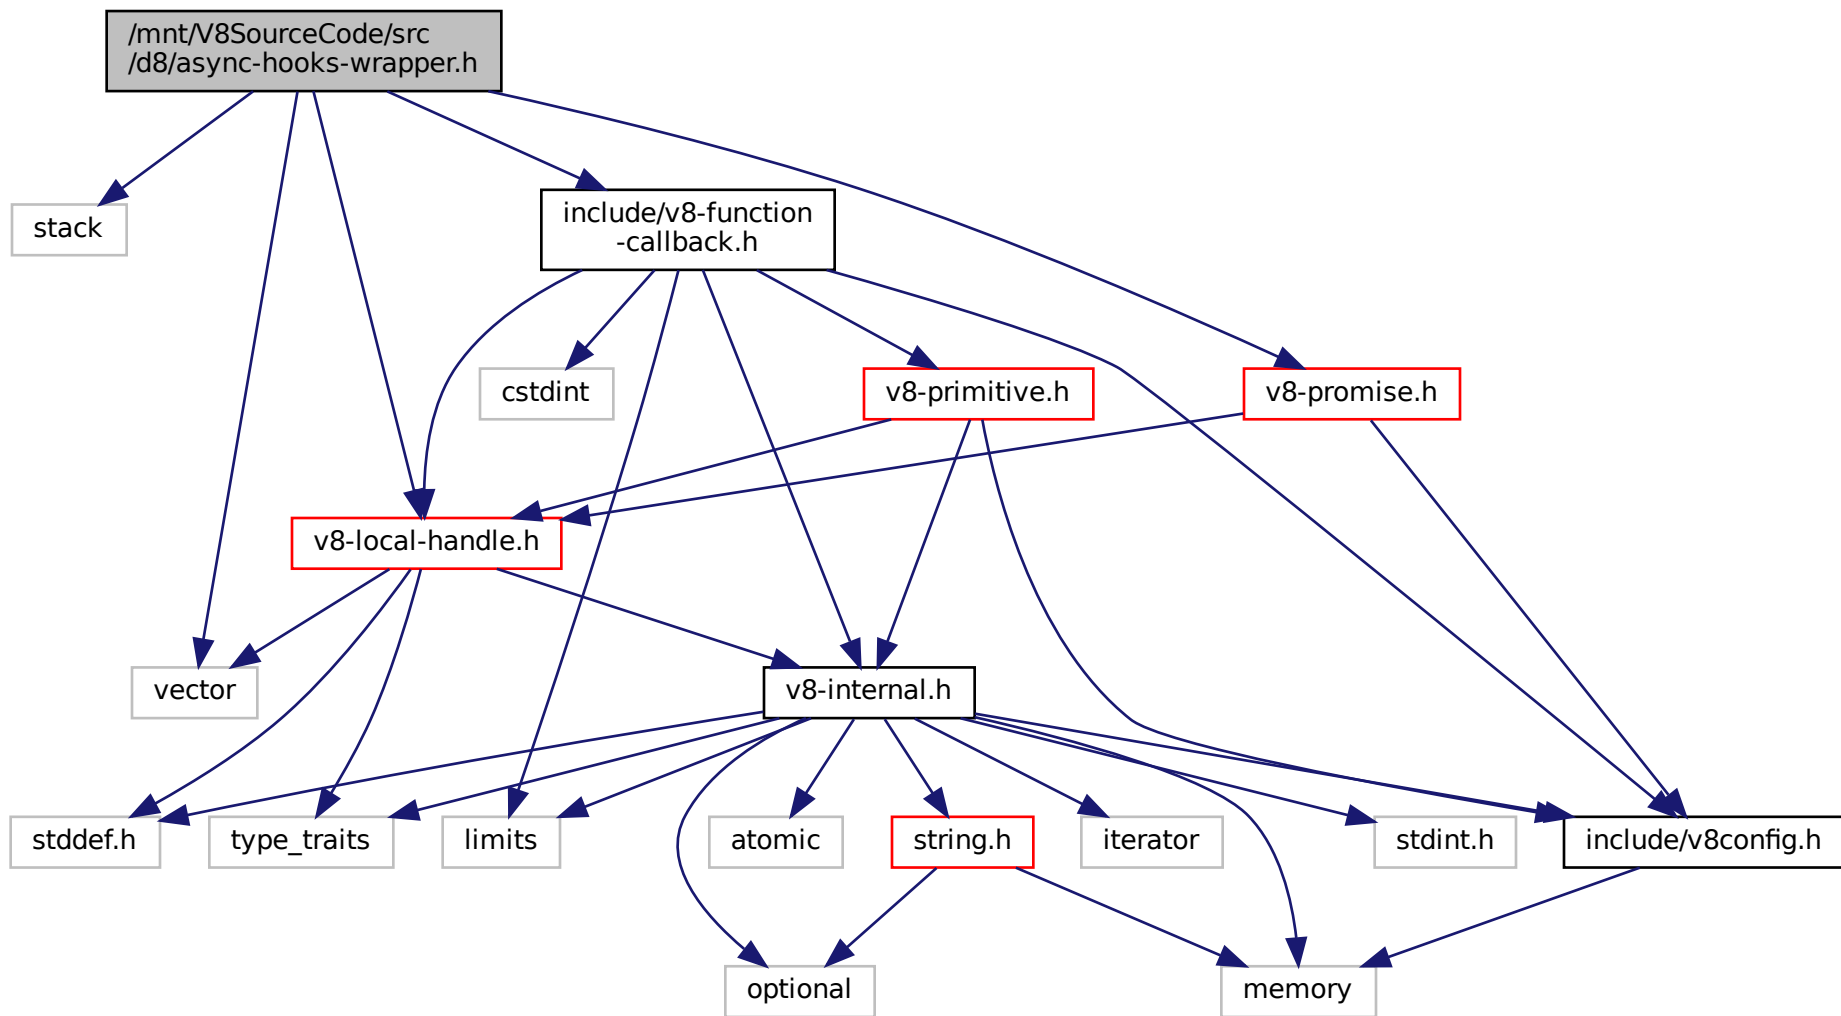 /mnt/V8SourceCode/src
/d8/async-hooks-wrapper.h
stack
include/v8-function
-callback.h
cstdint
v8-primitive.h
v8-promise.h
v8-local-handle.h
vector
v8-internal.h
stddef.h
type_traits
limits
atomic
string.h
iterator
stdint.h
include/v8config.h
optional
memory